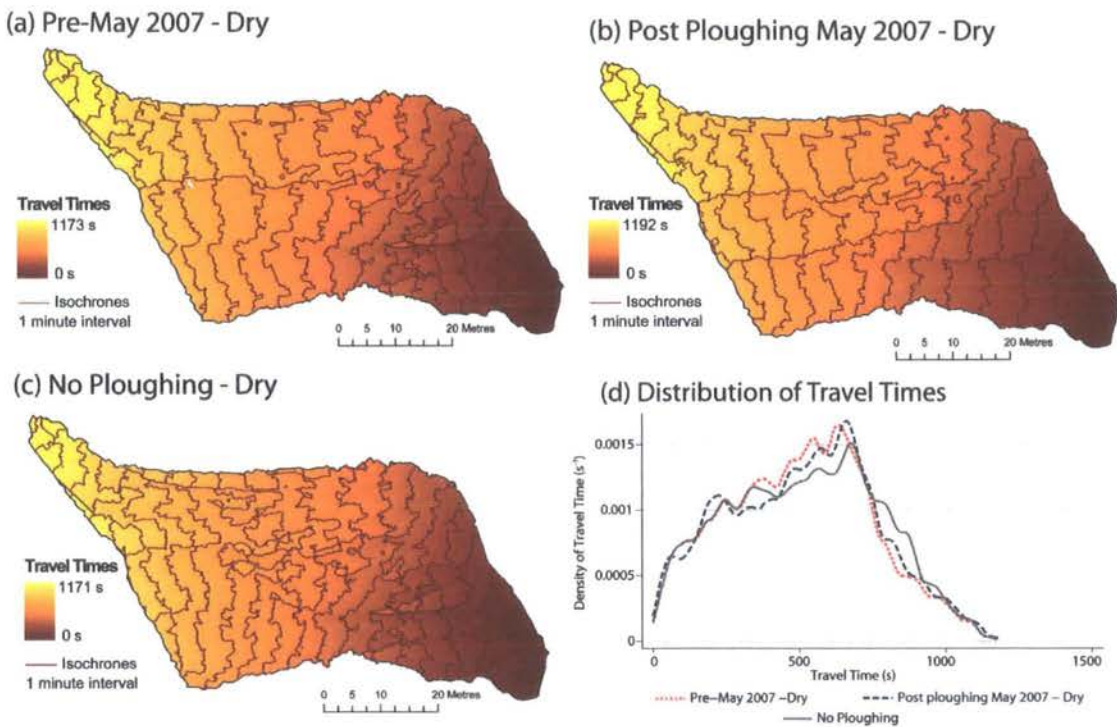 (a) Pre-May 2007 - Dry
Travel Times
1173 s
0 s
Isochrones
1 minute interval
0 5 10 20 Metres
(b) Post Ploughing May 2007 - Dry
Travel Times
1192 s
0 s
Isochrones
1 minute interval
0 5 10 20 Metres
(c) No Ploughing - Dry
Travel Times
1171 s
0 s
Isochrones
1 minute interval
0 5 10 20 Metres
(d) Distribution of Travel Times
Density of Travel Time (s⁻¹)
0.0015
0.001
0.0005
0
0 500 1000 1500
Travel Time (s)
Pre-May 2007 -Dry
Post ploughing May 2007 - Dry
No Ploughing